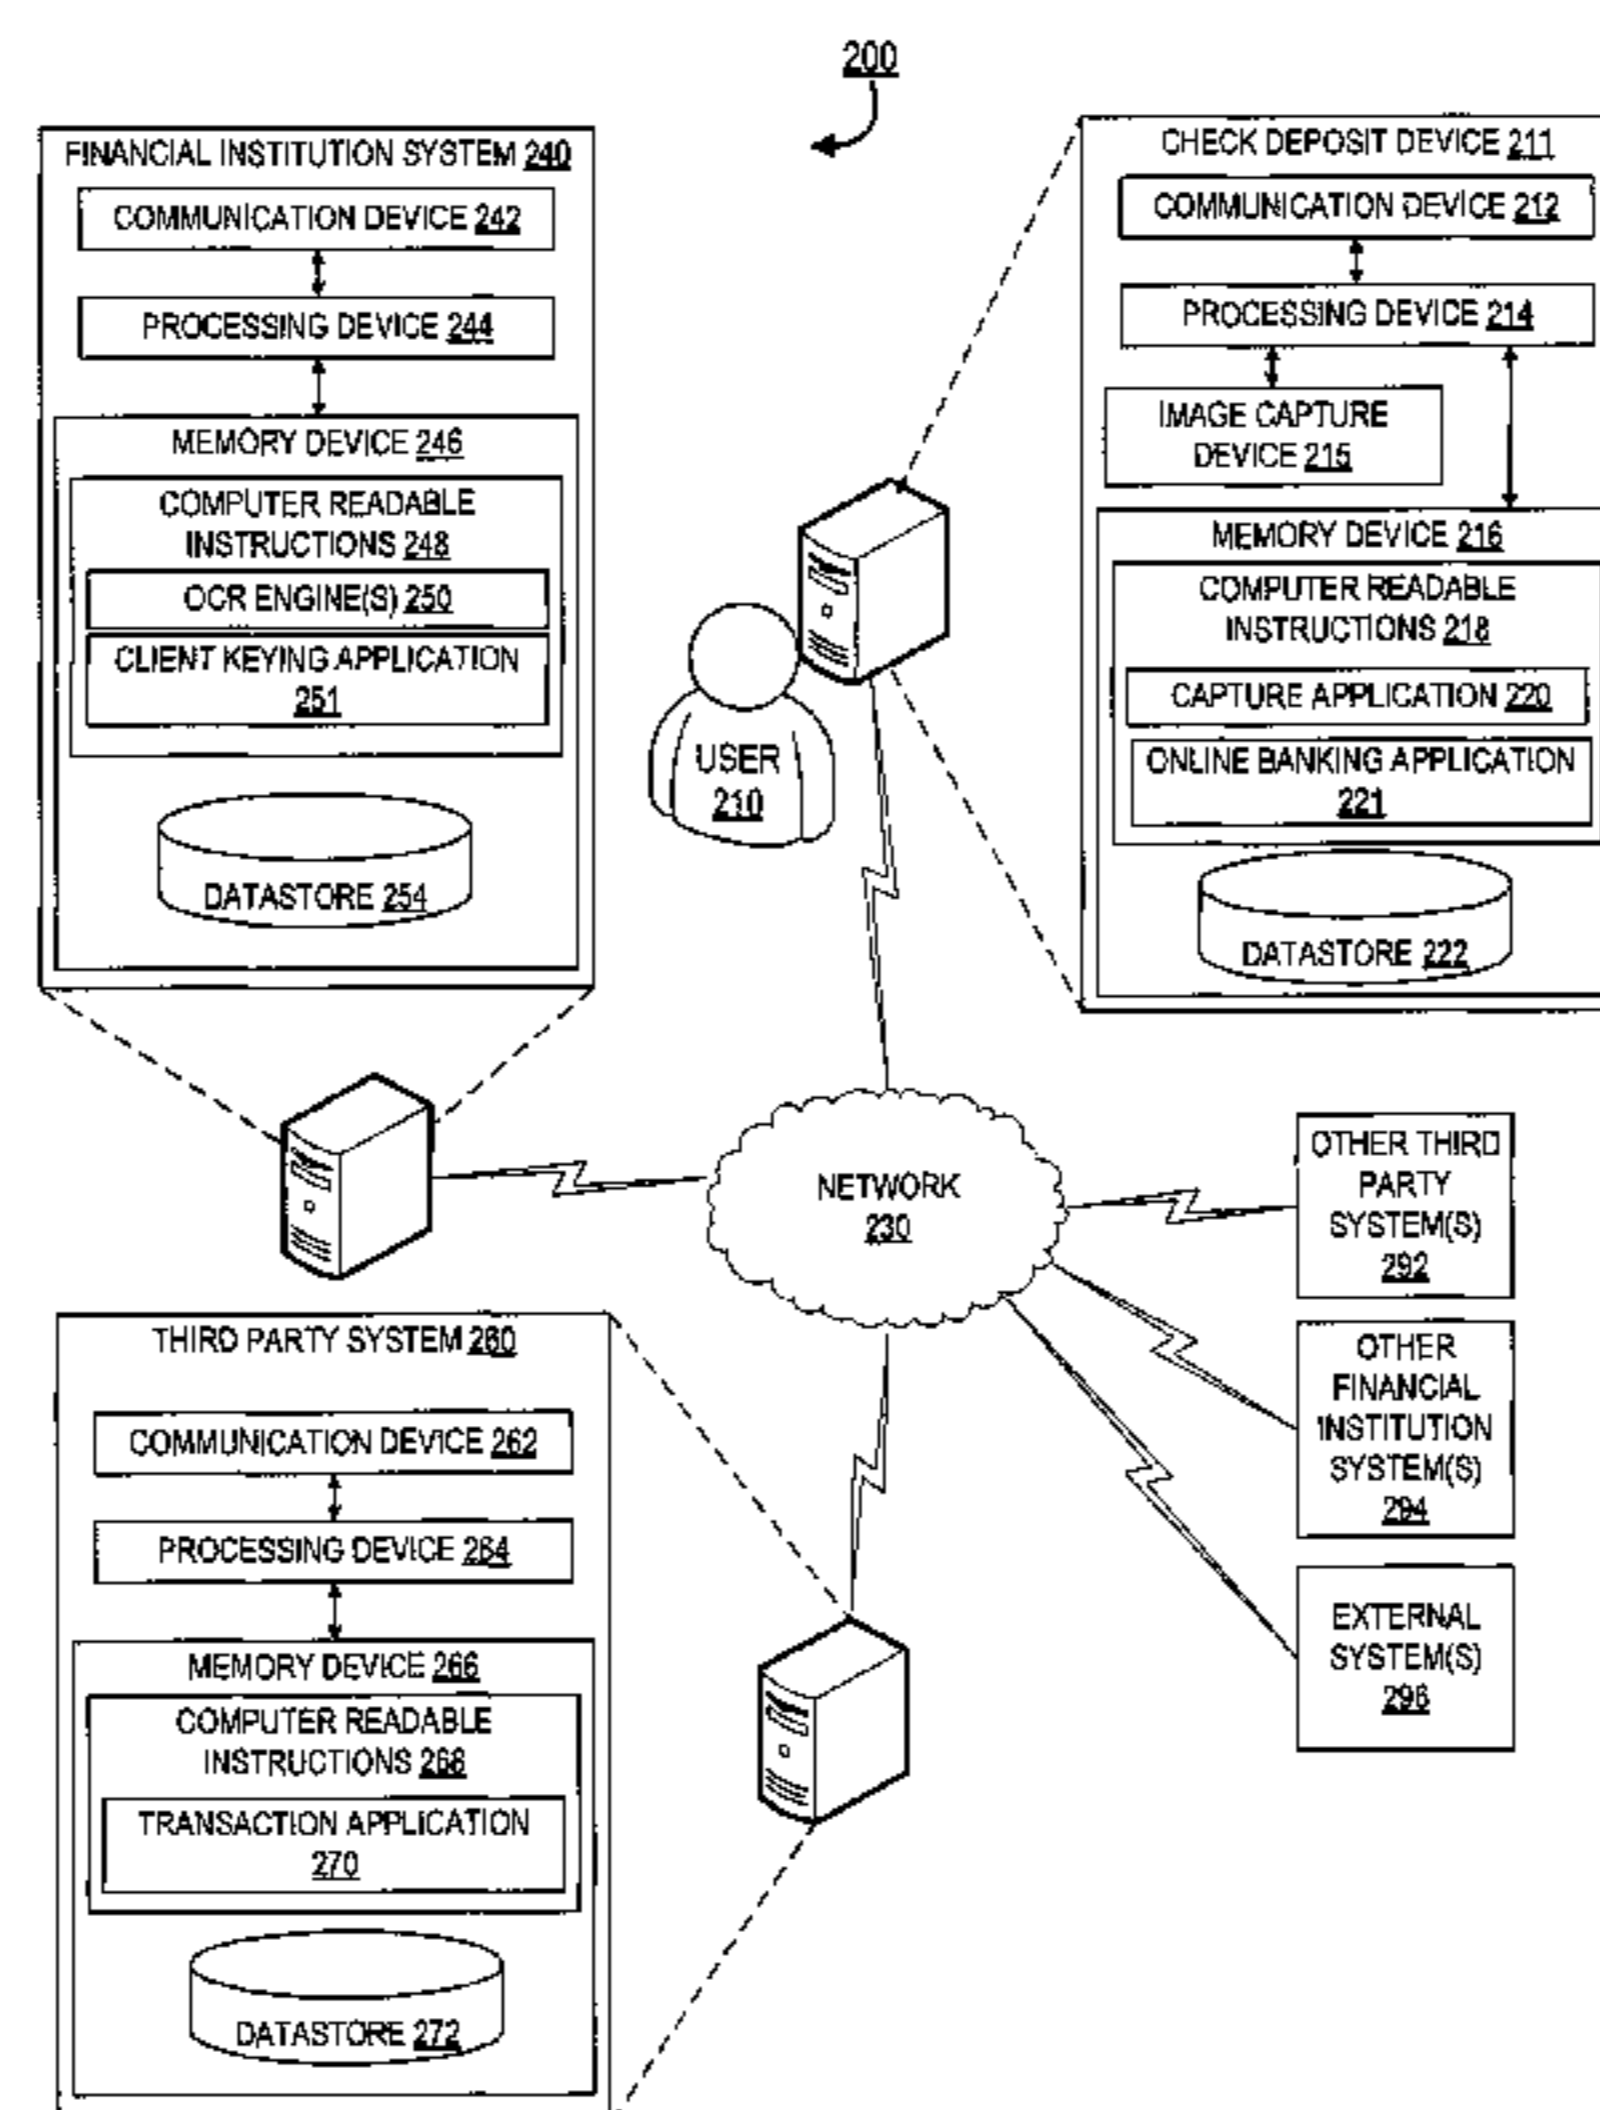 200
FINANCIAL INSTITUTION SYSTEM 240
COMMUNICATION DEVICE 242
PROCESSING DEVICE 244
MEMORY DEVICE 246
COMPUTER READABLE
INSTRUCTIONS 248
OCR ENGINE(S) 250
CLIENT KEYING APPLICATION
251
DATASTORE 254
CHECK DEPOSIT DEVICE 211
COMMUNICATION DEVICE 212
PROCESSING DEVICE 214
IMAGE CAPTURE
DEVICE 215
MEMORY DEVICE 216
COMPUTER READABLE
INSTRUCTIONS 218
CAPTURE APPLICATION 220
ONLINE BANKING APPLICATION
221
DATASTORE 222
USER
210
NETWORK
230
OTHER THIRD
PARTY
SYSTEM(S)
292
OTHER
FINANCIAL
INSTITUTION
SYSTEM(S)
294
EXTERNAL
SYSTEM(S)
296
THIRD PARTY SYSTEM 260
COMMUNICATION DEVICE 262
PROCESSING DEVICE 264
MEMORY DEVICE 266
COMPUTER READABLE
INSTRUCTIONS 268
TRANSACTION APPLICATION
270
DATASTORE 272